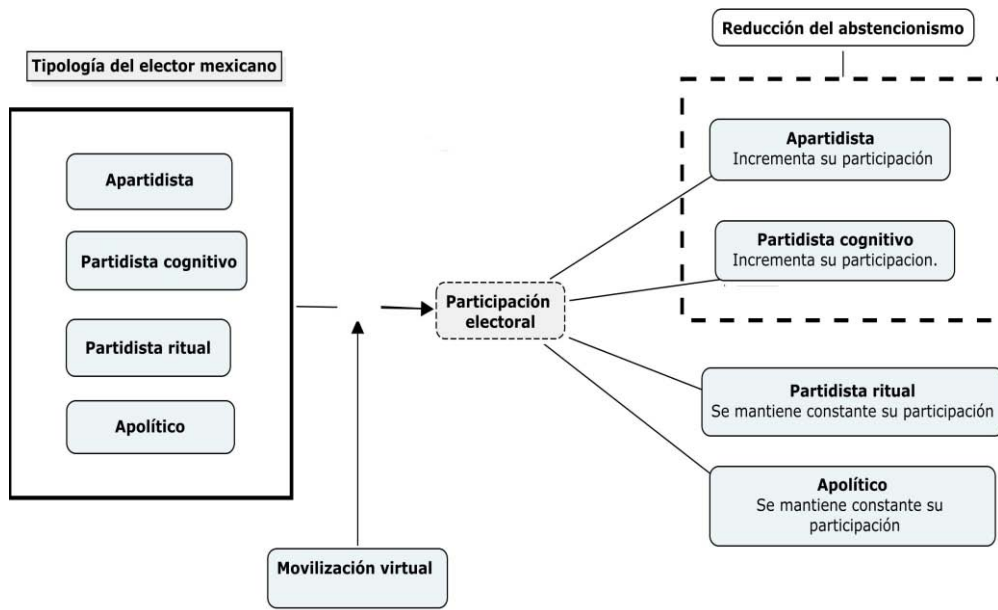 Reducción del abstencionismo
Tipología del elector mexicano
Apartidista
Partidista cognitivo
Partidista ritual
Apolítico
Movilización virtual
Participación
electoral
Apartidista
Incrementa su participación
Partidista cognitivo
Incrementa su participacion.
Partidista ritual
Se mantiene constante su participación
Apolítico
Se mantiene constante su
participación